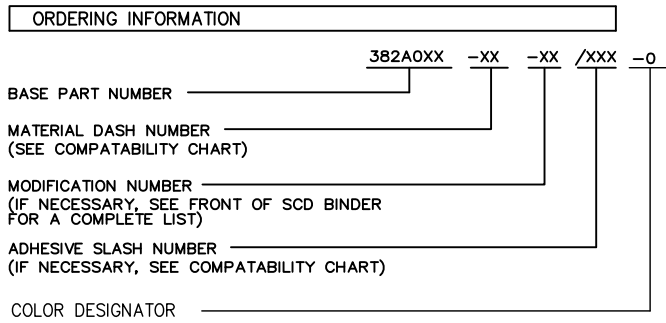 ORDERING INFORMATION
382A0XX -XX -XX /XXX -0
BASE PART NUMBER
MATERIAL DASH NUMBER
(SEE COMPATABILITY CHART)
MODIFICATION NUMBER
(IF NECESSARY, SEE FRONT OF SCD BINDER
FOR A COMPLETE LIST)
ADHESIVE SLASH NUMBER
(IF NECESSARY, SEE COMPATABILITY CHART)
COLOR DESIGNATOR